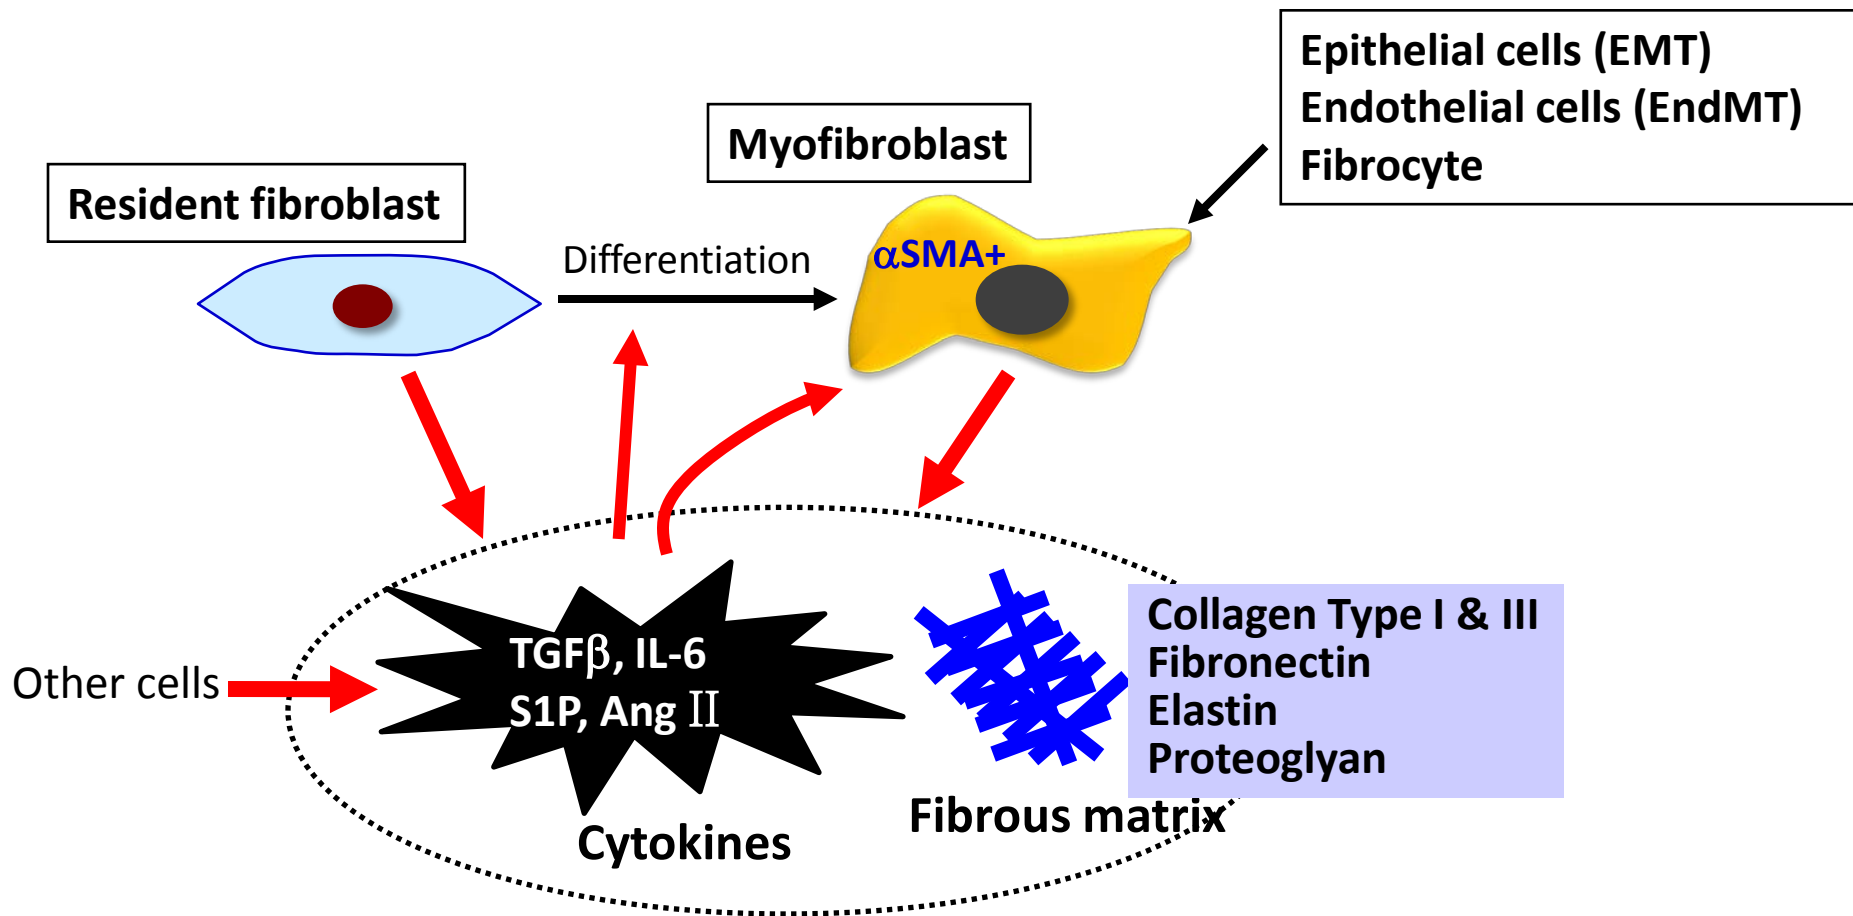 Epithelial cells (EMT)
Endothelial cells (EndMT)
Fibrocyte
Myofibroblast
Resident fibroblast
Differentiation
αSMA+
TGFβ, IL-6
S1P, Ang II
Other cells
Cytokines
Fibrous matrix
Collagen Type I & III
Fibronectin
Elastin
Proteoglyan